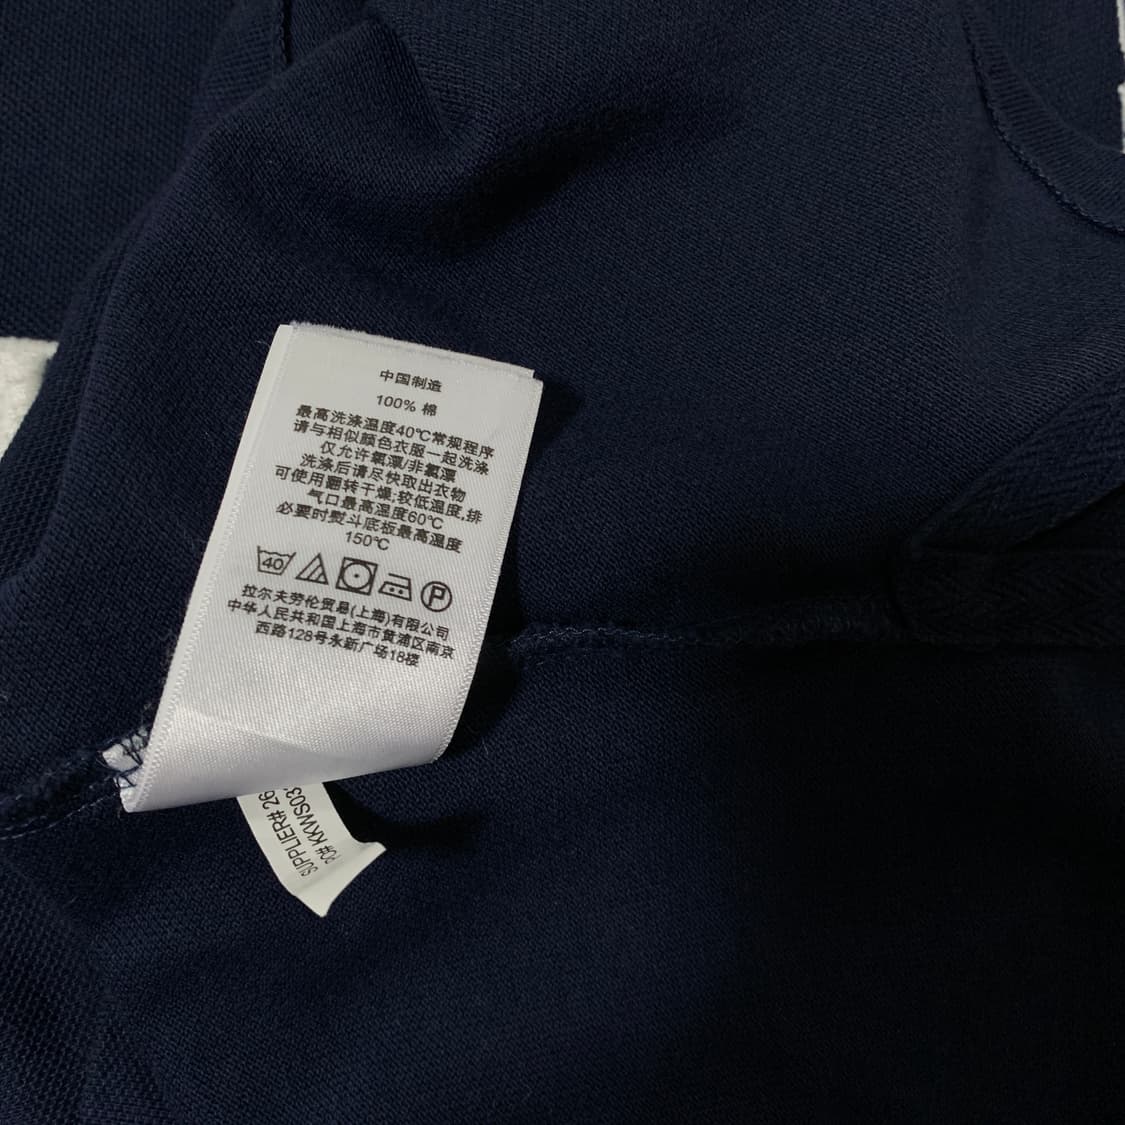 中国制造
100% 棉
最高洗涤温度40℃常规程序
请与相似颜色衣服一起洗涤
仅允许氧漂/非氯漂
洗涤后请尽快取出衣物
可使用翻转干燥;较低温度,排
气口最高温度60℃
必要时熨斗底板最高温度
150℃
40 P
拉尔夫劳伦贸易(上海)有限公司
中华人民共和国上海市黄浦区南京
西路128号永新广场18楼
SUPPLIER# 26
PO# KKWS03